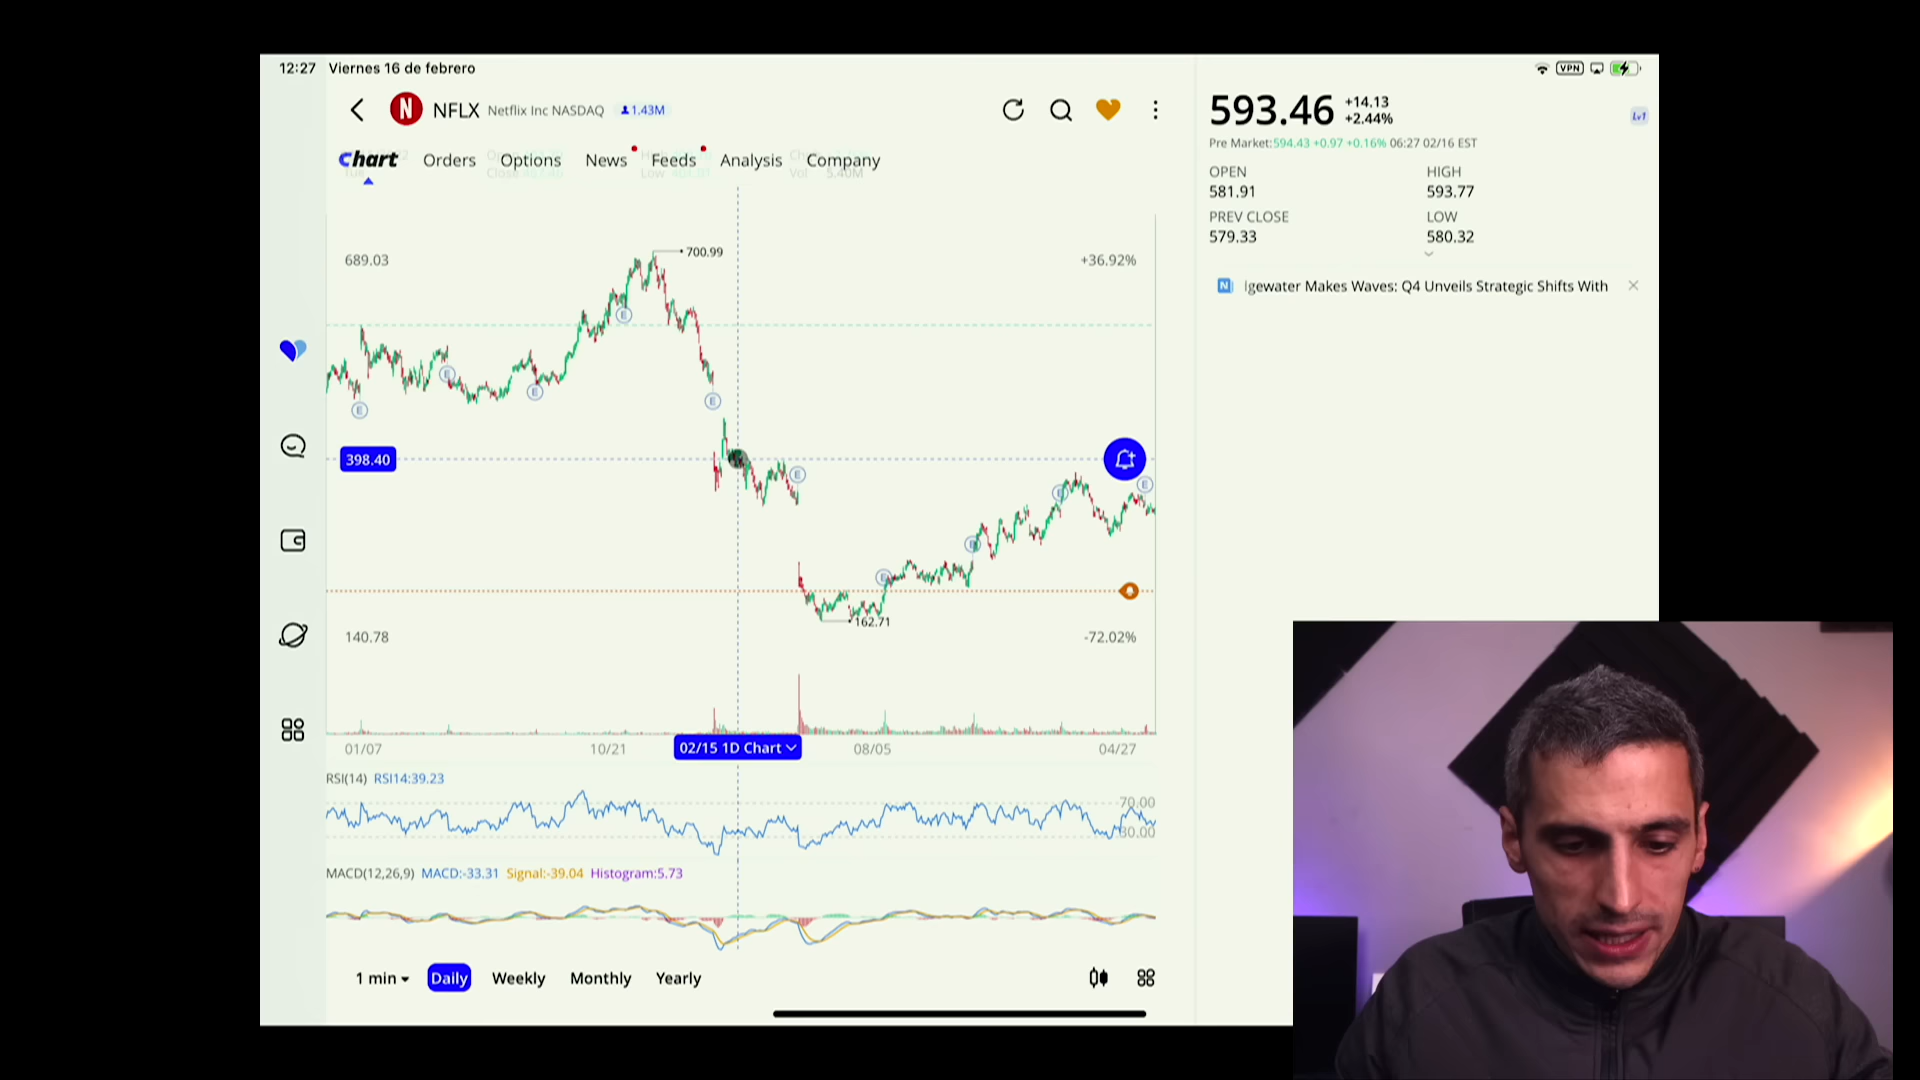 12:27 Viernes 16 de febrero
VPN
N NFLX Netflix Inc NASDAQ 1.43M
Chart Orders Options News Feeds Analysis Company
5.40M
593.46 +14.13
+2.44%
Lv1
Pre Market:594.43 +0.97 +0.16% 06:27 02/16 EST
OPEN HIGH
581.91 593.77
PREV CLOSE LOW
579.33 580.32
N lgewater Makes Waves: Q4 Unveils Strategic Shifts With
700.99
689.03 +36.92%
E
E
E
E
E
398.40
E
E
E
E
E
162.71
140.78 -72.02%
01/07 10/21 02/15 1D Chart 08/05 04/27
RSI(14) RSI14:39.23
70.00
30.00
MACD(12,26,9) MACD:-33.31 Signal:-39.04 Histogram:5.73
1 min Daily Weekly Monthly Yearly